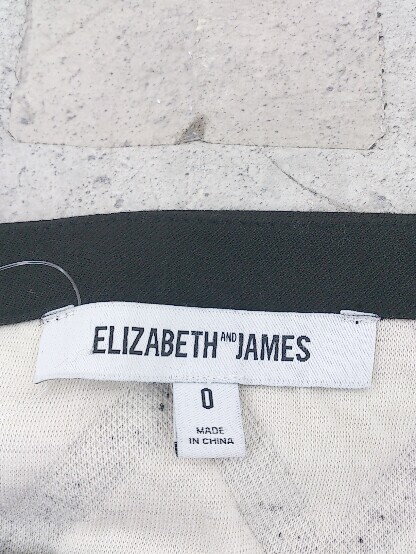 ELIZABETH AND JAMES
0
MADE
IN CHINA